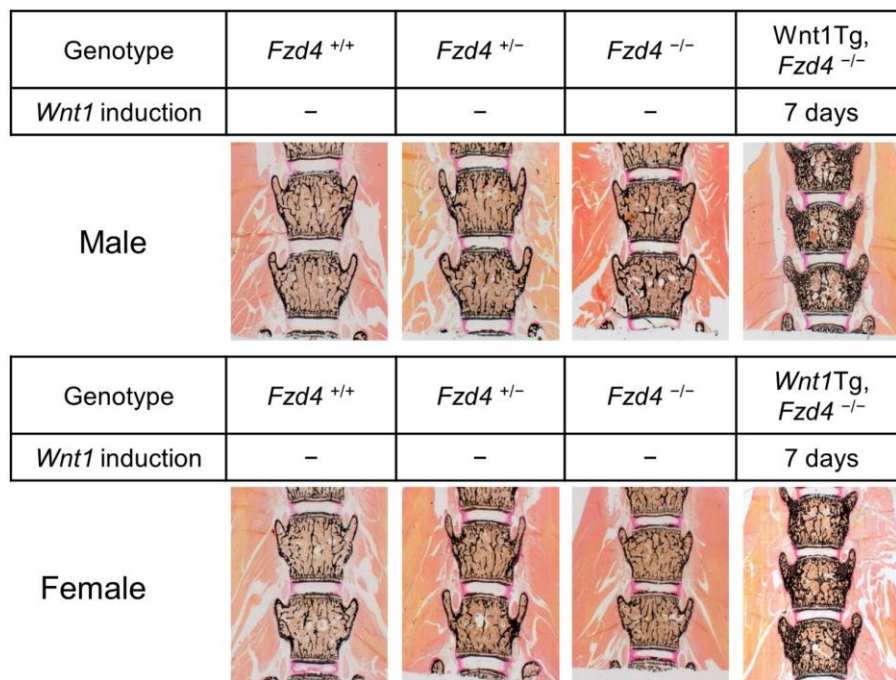 Genotype Fzd4 +/+ Fzd4 +/− Fzd4 −/− Wnt1Tg,
Fzd4 −/−
Wnt1 induction − − − 7 days
Male
Genotype Fzd4 +/+ Fzd4 +/− Fzd4 −/− Wnt1Tg,
Fzd4 −/−
Wnt1 induction − − − 7 days
Female